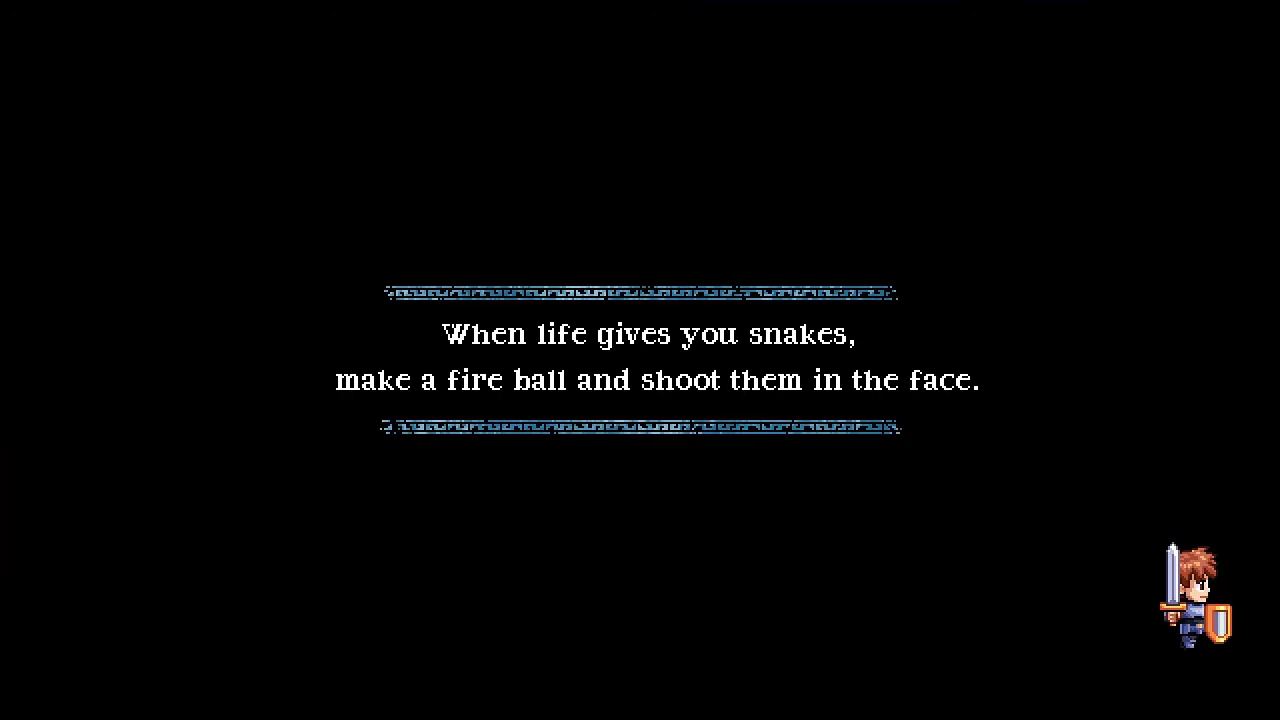 When life gives you snakes,
make a fire ball and shoot them in the face.